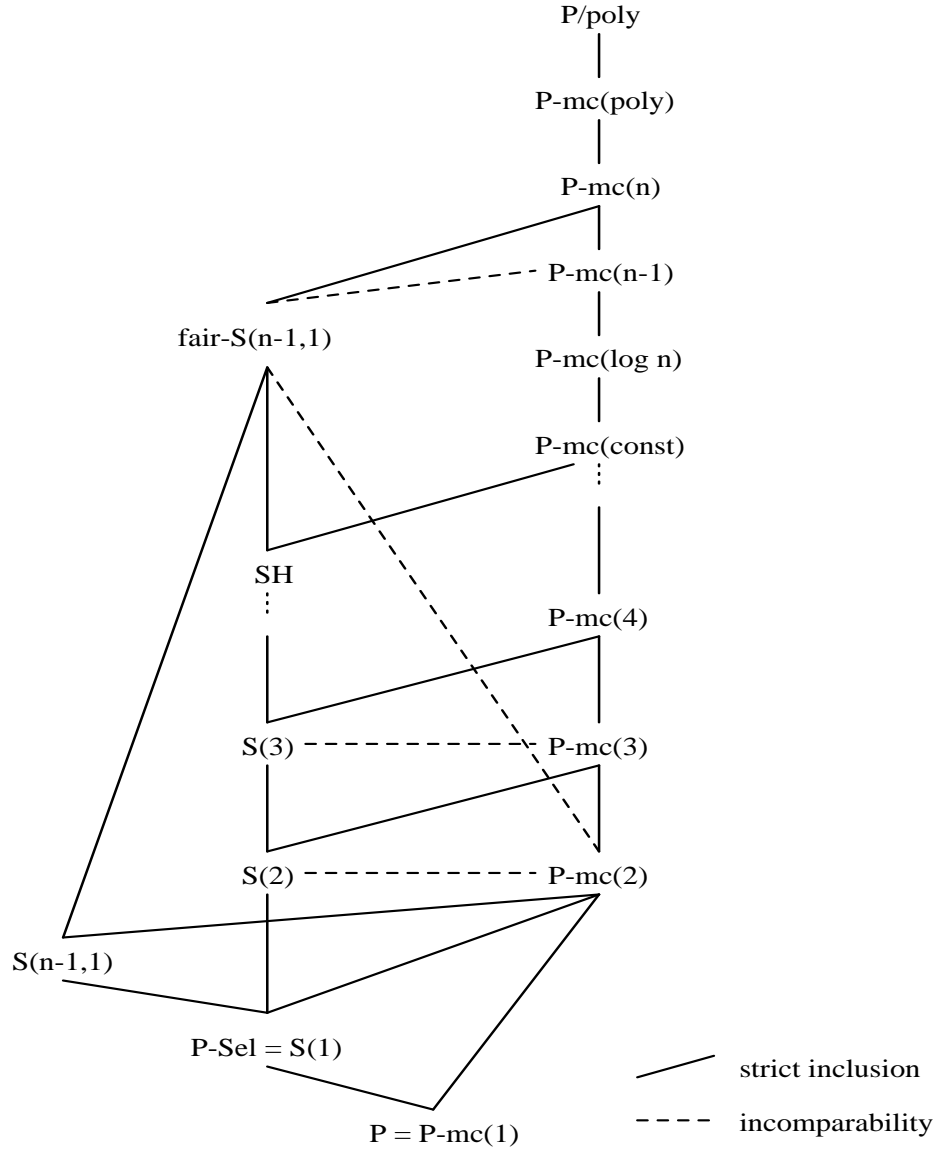 P/poly
P-mc(poly)
P-mc(n)
P-mc(n-1)
fair-S(n-1,1)
P-mc(log n)
P-mc(const)
SH
P-mc(4)
S(3)
P-mc(3)
S(2)
P-mc(2)
S(n-1,1)
P-Sel = S(1)
strict inclusion
incomparability
P = P-mc(1)